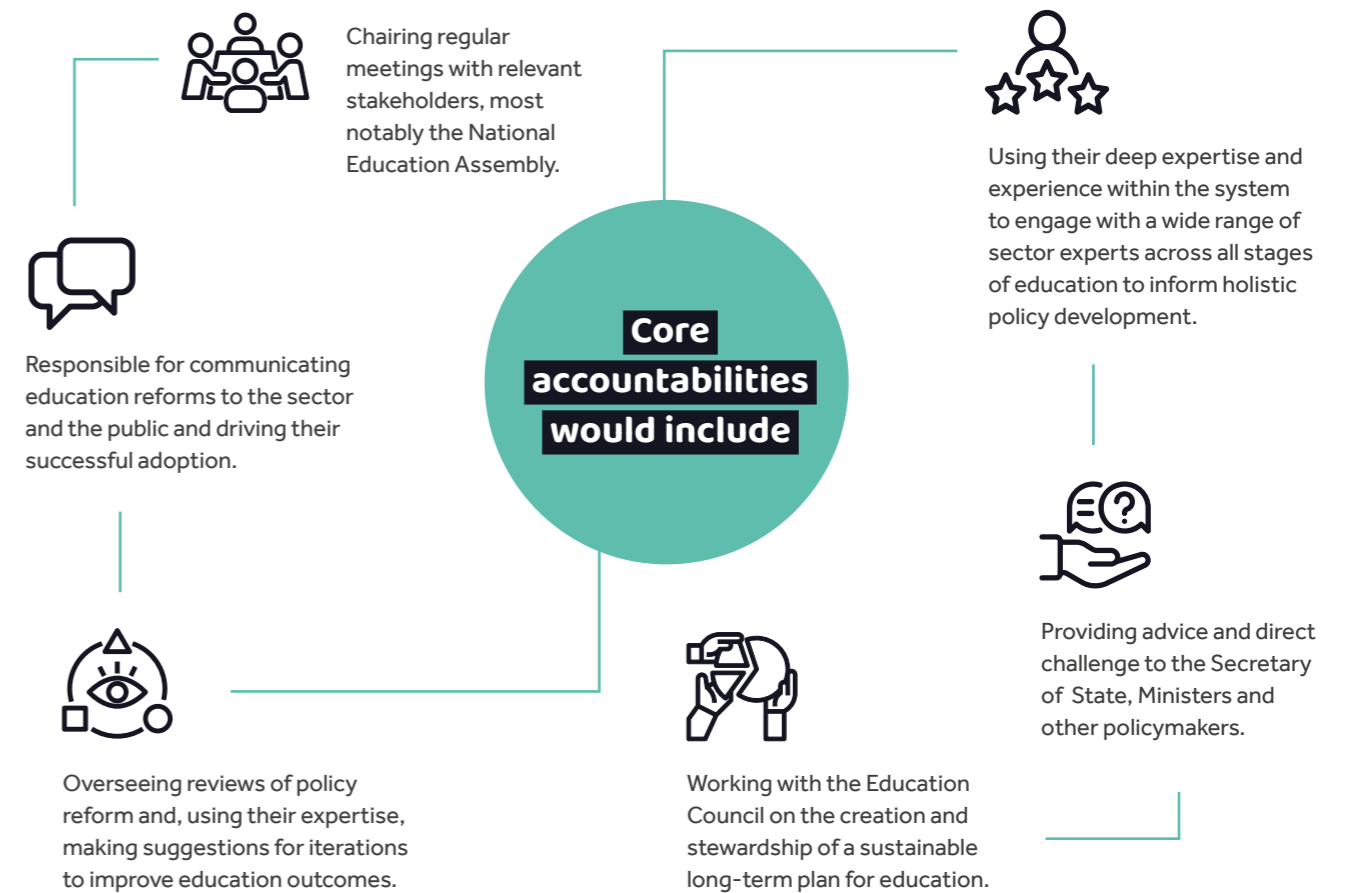 Chairing regular
meetings with relevant
stakeholders, most
notably the National
Education Assembly.
Using their deep expertise and
experience within the system
to engage with a wide range of
sector experts across all stages
of education to inform holistic
policy development.
Core
accountabilities
would include
Responsible for communicating
education reforms to the sector
and the public and driving their
successful adoption.
?
Providing advice and direct
challenge to the Secretary
of State, Ministers and
other policymakers.
Overseeing reviews of policy
reform and, using their expertise,
making suggestions for iterations
to improve education outcomes.
Working with the Education
Council on the creation and
stewardship of a sustainable
long-term plan for education.